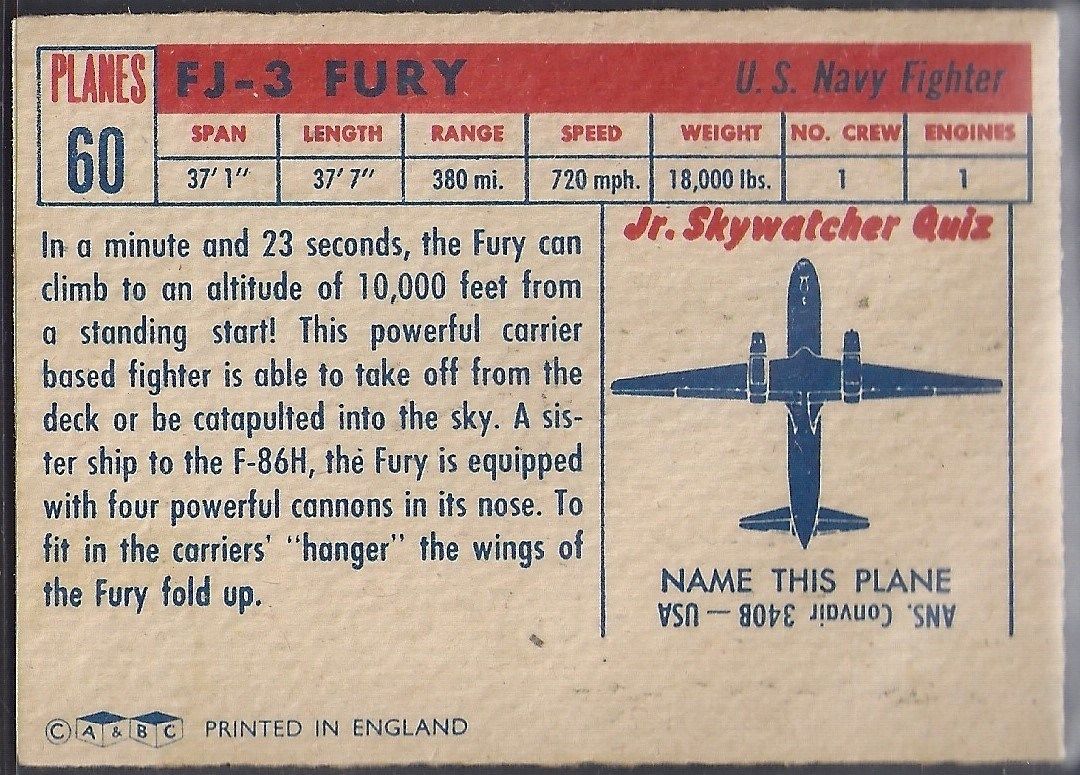 PLANES
60
FJ-3 FURY
U. S. Navy Fighter
SPAN LENGTH RANGE SPEED WEIGHT NO. CREW ENGINES
37' 1" 37' 7" 380 mi. 720 mph. 18,000 lbs. 1 1
In a minute and 23 seconds, the Fury can
climb to an altitude of 10,000 feet from
a standing start! This powerful carrier
based fighter is able to take off from the
deck or be catapulted into the sky. A sis-
ter ship to the F-86H, the Fury is equipped
with four powerful cannons in its nose. To
fit in the carriers' "hanger" the wings of
the Fury fold up.
Jr. Skywatcher Quiz
NAME THIS PLANE
ANS. Convair 340B — USA
© A & B C PRINTED IN ENGLAND